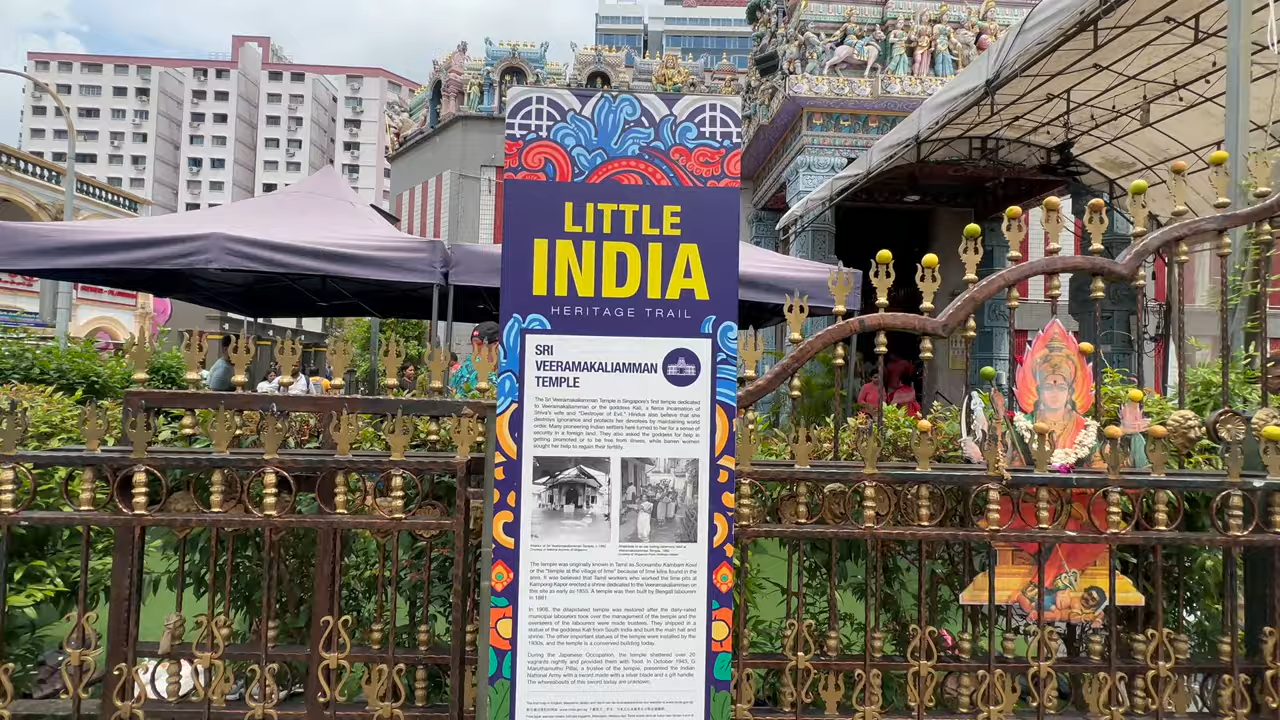 LITTLE
INDIA
HERITAGE TRAIL
SRI
VEERAMAKALIAMMAN
TEMPLE
The Sri Veeramakaliamman Temple is Singapore's first temple dedicated
to Veeramakaliamman or the goddess Kali, a fierce incarnation of
Shiva's wife and "Destroyer of Evil." Hindus also believe that she
destroys ignorance and protects her devotees by maintaining world
order. Many pioneering Indian settlers here turned to her for a sense of
security in a foreign land. They also asked the goddess for help in
getting promoted or to be free from illness, while barren women
sought her help to regain their fertility.
The temple was originally known in Tamil as Soonambu Kambam Kovil
or the "temple at the village of lime" because of lime kilns found in the
area. It was believed that Tamil workers who worked the lime pits at
Kampong Kapor erected a shrine dedicated to the Veeramakaliamman on
this site as early as 1855. A temple was then built by Bengali labourers
in 1881.
In 1908, the dilapidated temple was restored after the daily-rated
municipal labourers took over the management of the temple and the
overseers of the labourers were made trustees. They shipped in a
statue of the goddess Kali from South India and built the main hall and
shrine. The other important statues of the temple were installed by the
1930s, and the temple is a conserved building today.
During the Japanese Occupation, the temple sheltered over 20
vagrants nightly and provided them with food. In October 1943, G
Maruthamuthu Pillai, a trustee of the temple, presented the Indian
National Army with a sword made with a silver blade and a gilt handle.
The whereabouts of this sword today are unknown.